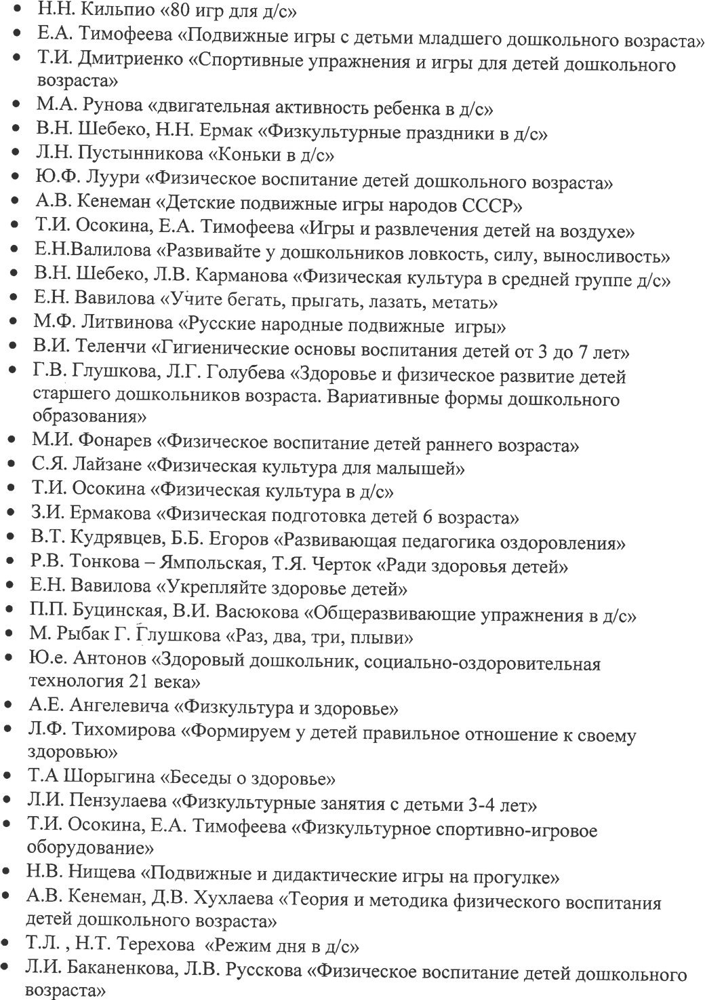 • Н.Н. Кильпио «80 игр для д/с»
• Е.А. Тимофеева «Подвижные игры с детьми младшего дошкольного возраста»
• Т.И. Дмитриенко «Спортивные упражнения и игры для детей дошкольного
возраста»
• М.А. Рунова «двигательная активность ребенка в д/с»
• В.Н. Шебеко, Н.Н. Ермак «Физкультурные праздники в д/с»
• Л.Н. Пустынникова «Коньки в д/с»
• Ю.Ф. Луури «Физическое воспитание детей дошкольного возраста»
• А.В. Кенеман «Детские подвижные игры народов СССР»
• Т.И. Осокина, Е.А. Тимофеева «Игры и развлечения детей на воздухе»
• Е.Н.Валилова «Развивайте у дошкольников ловкость, силу, выносливость»
• В.Н. Шебеко, Л.В. Карманова «Физическая культура в средней группе д/с»
• Е.Н. Вавилова «Учите бегать, прыгать, лазать, метать»
• М.Ф. Литвинова «Русские народные подвижные  игры»
• В.И. Теленчи «Гигиенические основы воспитания детей от 3 до 7 лет»
• Г.В. Глушкова, Л.Г. Голубева «Здоровье и физическое развитие детей
старшего дошкольников возраста. Вариативные формы дошкольного
образования»
• М.И. Фонарев «Физическое воспитание детей раннего возраста»
• С.Я. Лайзане «Физическая культура для малышей»
• Т.И. Осокина «Физическая культура в д/с»
• З.И. Ермакова «Физическая подготовка детей 6 возраста»
• В.Т. Кудрявцев, Б.Б. Егоров «Развивающая педагогика оздоровления»
• Р.В. Тонкова – Ямпольская, Т.Я. Черток «Ради здоровья детей»
• Е.Н. Вавилова «Укрепляйте здоровье детей»
• П.П. Буцинская, В.И. Васюкова «Общеразвивающие упражнения в д/с»
• М. Рыбак Г. Глушкова «Раз, два, три, плыви»
• Ю.е. Антонов «Здоровый дошкольник, социально-оздоровительная
технология 21 века»
• А.Е. Ангелевича «Физкультура и здоровье»
• Л.Ф. Тихомирова «Формируем у детей правильное отношение к своему
здоровью»
• Т.А Шорыгина «Беседы о здоровье»
• Л.И. Пензулаева «Физкультурные занятия с детьми 3-4 лет»
• Т.И. Осокина, Е.А. Тимофеева «Физкультурное спортивно-игровое
оборудование»
• Н.В. Нищева «Подвижные и дидактические игры на прогулке»
• А.В. Кенеман, Д.В. Хухлаева «Теория и методика физического воспитания
детей дошкольного возраста»
• Т.Л. , Н.Т. Терехова  «Режим дня в д/с»
• Л.И. Баканенкова, Л.В. Русскова «Физическое воспитание детей дошкольного
возраста»